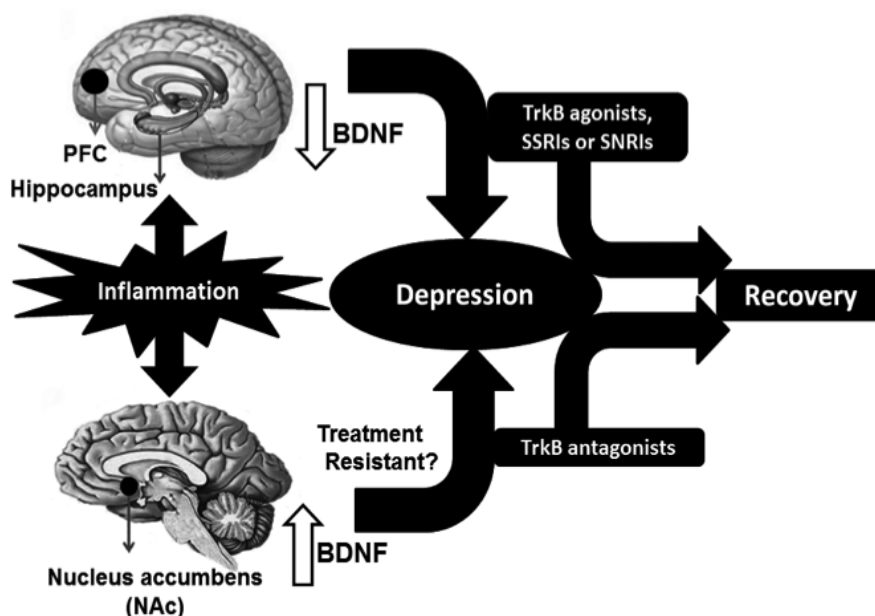 BDNF
PFC
Hippocampus
TrkB agonists,
SSRIs or SNRIs
Inflammation
Depression
Recovery
Treatment
Resistant?
TrkB antagonists
BDNF
Nucleus accumbens
(NAc)